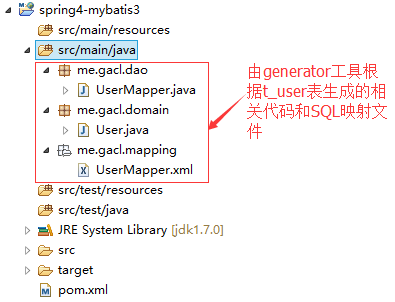 spring4-mybatis3
src/main/resources
src/main/java
me.gacl.dao
UserMapper.java
me.gacl.domain
User.java
me.gacl.mapping
UserMapper.xml
src/test/resources
src/test/java
JRE System Library [jdk1.7.0]
src
target
pom.xml
由generator工具根
据t_user表生成的相
关代码和SQL映射文
件